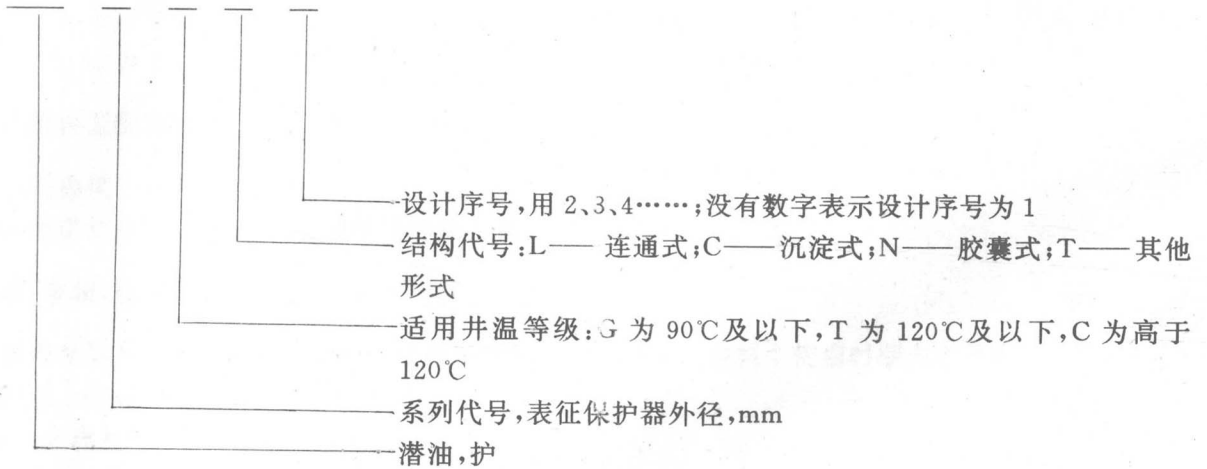 设计序号,用 2、3、4……;没有数字表示设计序号为 1
结构代号:L—— 连通式;C——沉淀式;N——胶囊式;T——其他
形式
适用井温等级:G 为 90℃及以下,T 为 120℃及以下,C 为高于
120℃
系列代号,表征保护器外径,mm
潜油,护